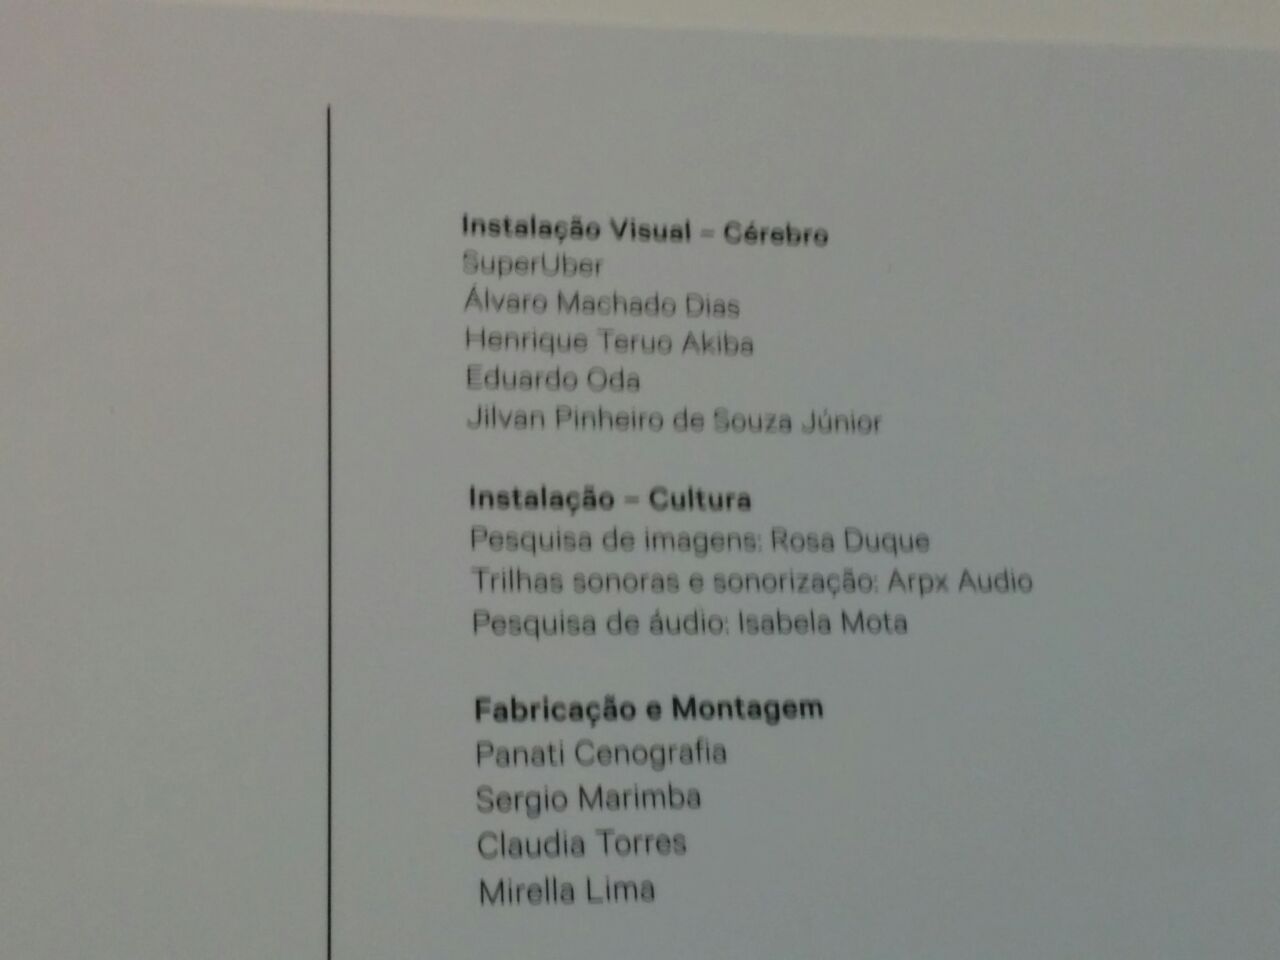 Instalação Visual – Cérebro
SuperUber
Álvaro Machado Dias
Henrique Teruo Akiba
Eduardo Oda
Jilvan Pinheiro de Souza Júnior
Instalação – Cultura
Pesquisa de imagens: Rosa Duque
Trilhas sonoras e sonorização: Arpx Audio
Pesquisa de áudio: Isabela Mota
Fabricação e Montagem
Panati Cenografia
Sergio Marimba
Claudia Torres
Mirella Lima